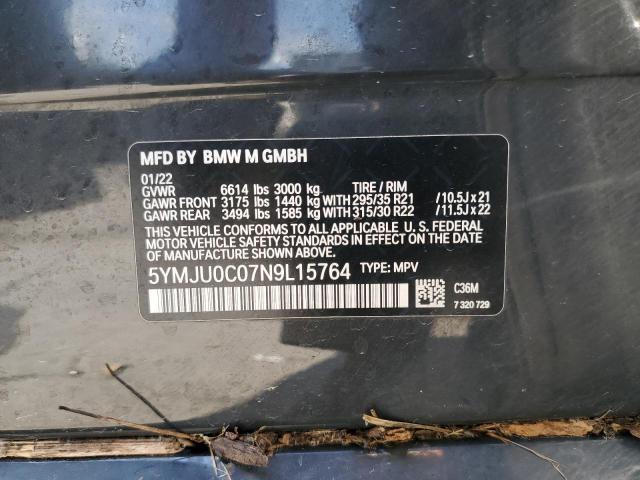 MFD BY BMW M GMBH
01/22
GVWR 6614 lbs 3000 kg TIRE / RIM
GAWR FRONT 3175 lbs 1440 kg WITH 295/35 R21 /10.5J x 21
GAWR REAR 3494 lbs 1585 kg WITH 315/30 R22 /11.5J x 22
THIS VEHICLE CONFORMS TO ALL APPLICABLE U. S. FEDERAL
MOTOR VEHICLE SAFETY STANDARDS IN EFFECT ON THE
DATE OF MANUFACTURE SHOWN ABOVE.
5YMJU0C07N9L15764 TYPE: MPV
C36M
7 320 729